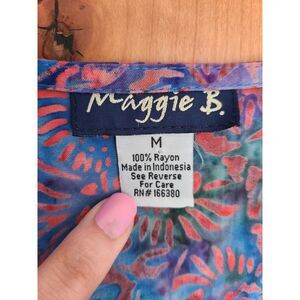 Maggie B.
M
100% Rayon
Made in Indonesia
See Reverse
For Care
RN# 166380